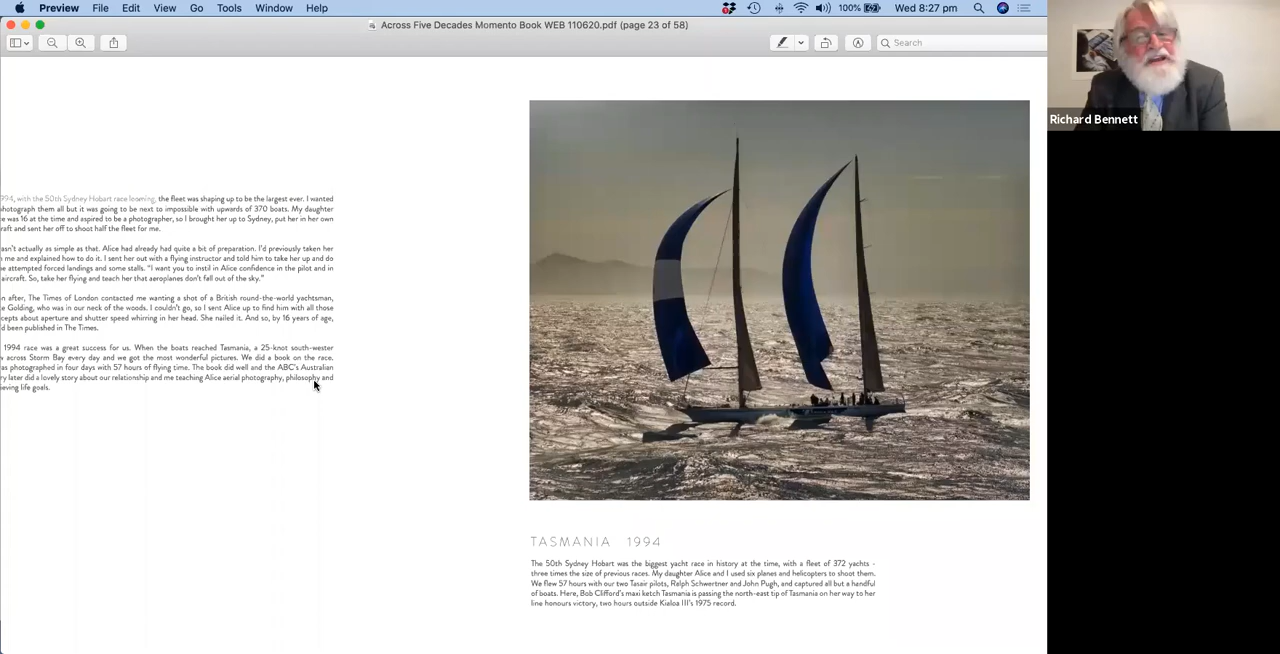 Preview File Edit View Go Tools Window Help 100% Wed 8:27 pm
Across Five Decades Momento Book WEB 110620.pdf (page 23 of 58)
Search
Richard Bennett
994, with the 50th Sydney Hobart race looming, the fleet was shaping up to be the largest ever. I wanted
photograph them all but it was going to be next to impossible with upwards of 370 boats. My daughter
e was 16 at the time and aspired to be a photographer, so I brought her up to Sydney, put her in her own
raft and sent her off to shoot half the fleet for me.
asn't actually as simple as that. Alice had already had quite a bit of preparation. I'd previously taken her
me and explained how to do it. I sent her out with a flying instructor and told him to take her up and do
e attempted forced landings and some stalls. "I want you to instil in Alice confidence in the pilot and in
aircraft. So, take her flying and teach her that aeroplanes don't fall out of the sky."
n after, The Times of London contacted me wanting a shot of a British round-the-world yachtsman,
e Golding, who was in our neck of the woods. I couldn't go, so I sent Alice up to find him with all those
cepts about aperture and shutter speed whirring in her head. She nailed it. And so, by 16 years of age,
d been published in The Times.
1994 race was a great success for us. When the boats reached Tasmania, a 25-knot south-wester
across Storm Bay every day and we got the most wonderful pictures. We did a book on the race.
as photographed in four days with 57 hours of flying time. The book did well and the ABC's Australian
ry later did a lovely story about our relationship and me teaching Alice aerial photography, philosophy and
ieving life goals.
TASMANIA 1994
The 50th Sydney Hobart was the biggest yacht race in history at the time, with a fleet of 372 yachts -
three times the size of previous races. My daughter Alice and I used six planes and helicopters to shoot them.
We flew 57 hours with our two Tasair pilots, Ralph Schwertner and John Pugh, and captured all but a handful
of boats. Here, Bob Clifford's maxi ketch Tasmania is passing the north-east tip of Tasmania on her way to her
line honours victory, two hours outside Kialoa III's 1975 record.